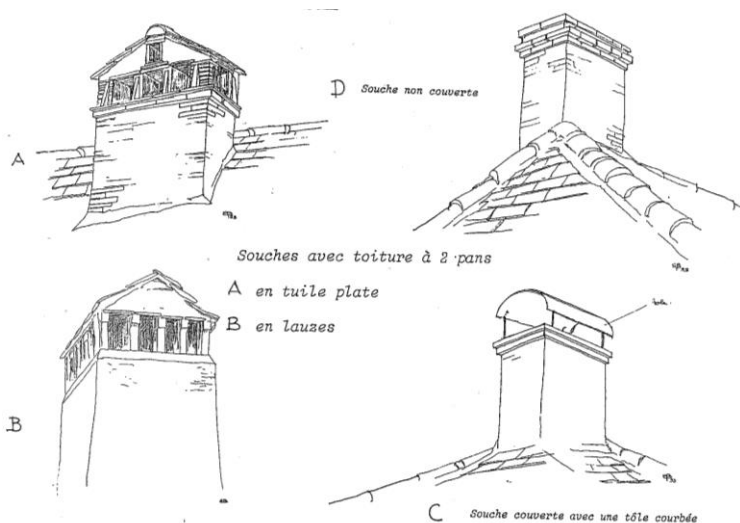 A
D Souche non couverte
Souches avec toiture à 2 pans
A en tuile plate
B en lauzes
B
C Souche couverte avec une tôle courbée